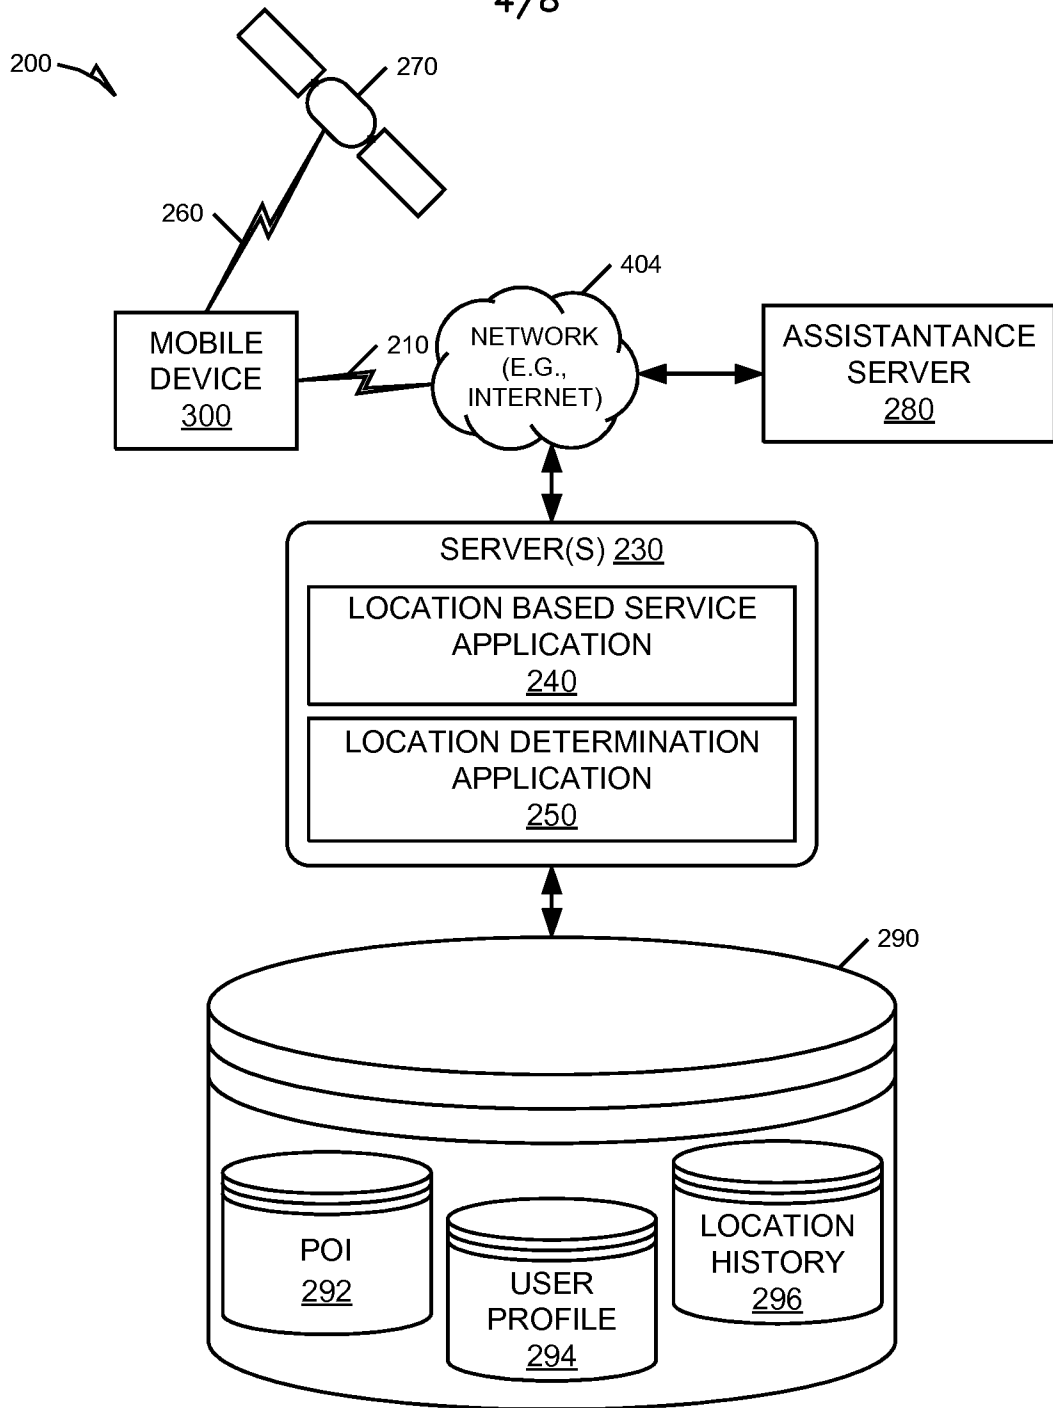 4/8
200
270
260
404
MOBILE
DEVICE
300
210
NETWORK
(E.G.,
INTERNET)
ASSISTANTANCE
SERVER
280
SERVER(S) 230
LOCATION BASED SERVICE
APPLICATION
240
LOCATION DETERMINATION
APPLICATION
250
290
POI
292
USER
PROFILE
294
LOCATION
HISTORY
296